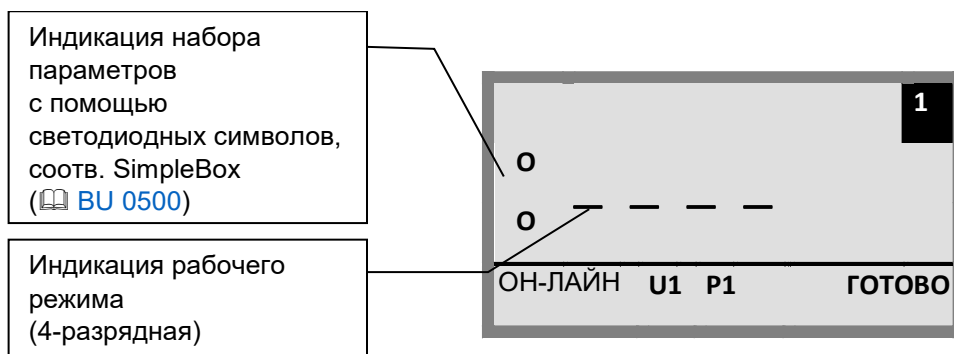 Индикация набора
параметров
с помощью
светодиодных символов,
соотв. SimpleBox
(🕮 BU 0500)
Индикация рабочего
режима
(4-разрядная)
1
O
O
_ _ _ _
ОН-ЛАЙН U1 P1 ГОТОВО